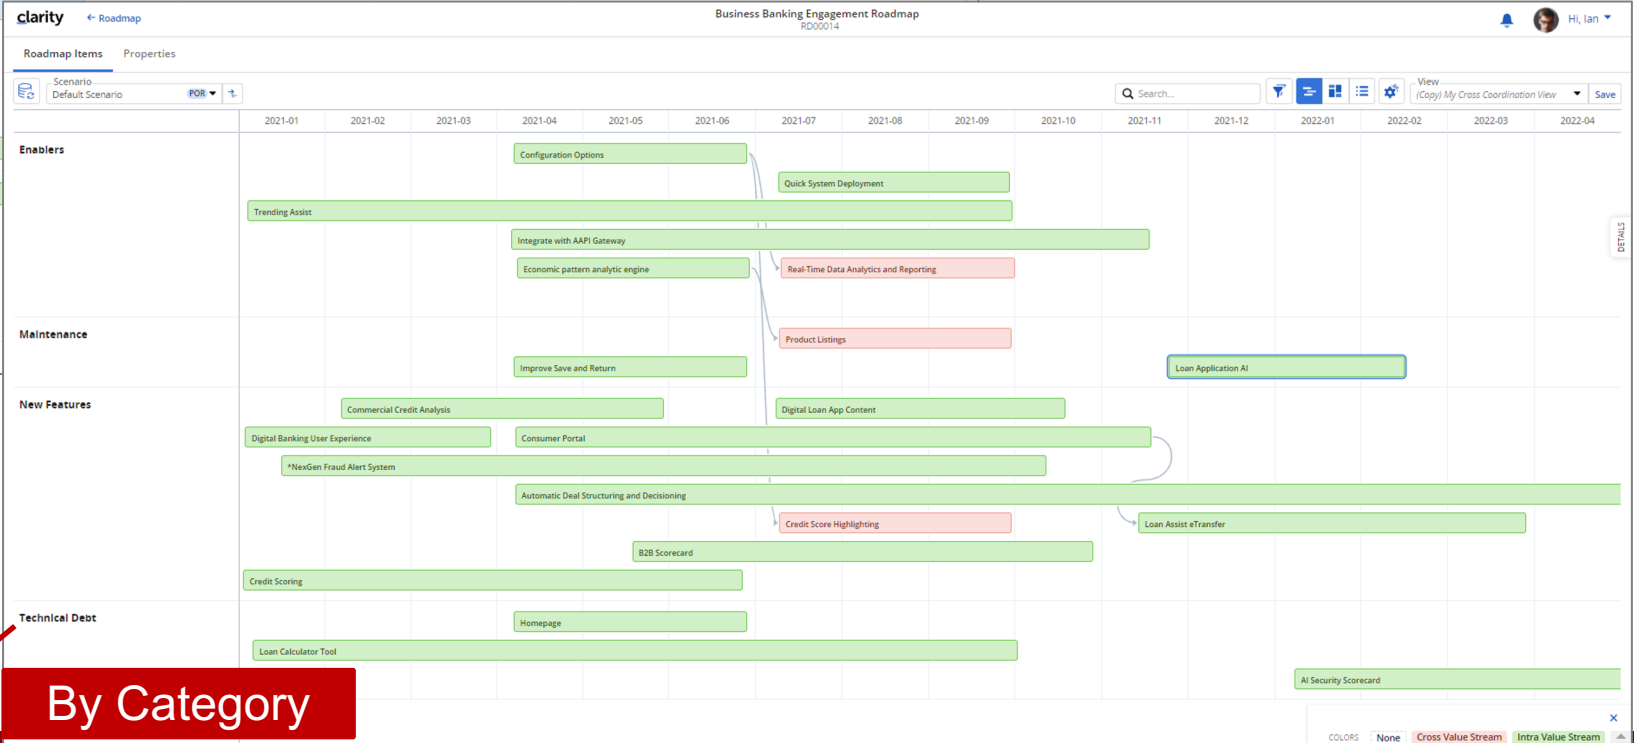 clarity
← Roadmap
Business Banking Engagement Roadmap
RD00014
Hi, Ian
Roadmap Items Properties
Scenario
Default Scenario POR
Search...
View
(Copy) My Cross Coordination View
Save
2021-01 2021-02 2021-03 2021-04 2021-05 2021-06 2021-07 2021-08 2021-09 2021-10 2021-11 2021-12 2022-01 2022-02 2022-03 2022-04
Enablers
Configuration Options
Quick System Deployment
Trending Assist
Integrate with AAPI Gateway
Economic pattern analytic engine Real-Time Data Analytics and Reporting
DETAILS
Maintenance
Product Listings
Improve Save and Return Loan Application AI
New Features
Commercial Credit Analysis Digital Loan App Content
Digital Banking User Experience Consumer Portal
*NexGen Fraud Alert System
Automatic Deal Structuring and Decisioning
Credit Score Highlighting Loan Assist eTransfer
B2B Scorecard
Credit Scoring
Technical Debt
Homepage
Loan Calculator Tool
AI Security Scorecard
By Category
COLORS None Cross Value Stream Intra Value Stream